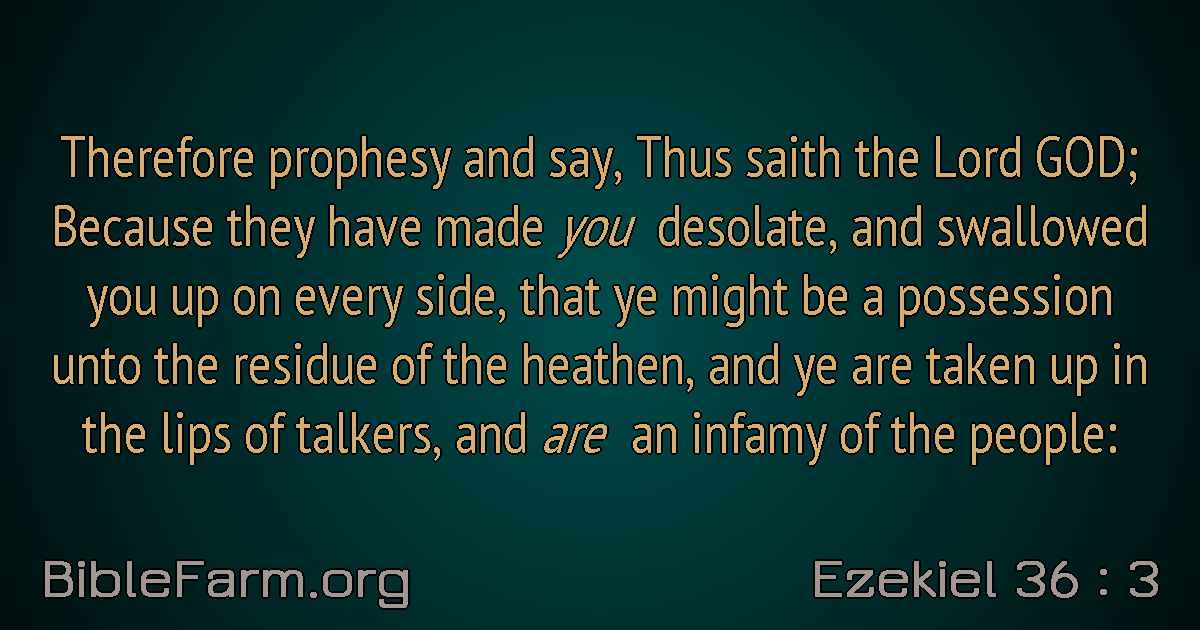 Therefore prophesy and say, Thus saith the Lord GOD;
Because they have made you desolate, and swallowed
you up on every side, that ye might be a possession
unto the residue of the heathen, and ye are taken up in
the lips of talkers, and are an infamy of the people:
BibleFarm.org
Ezekiel 36 : 3